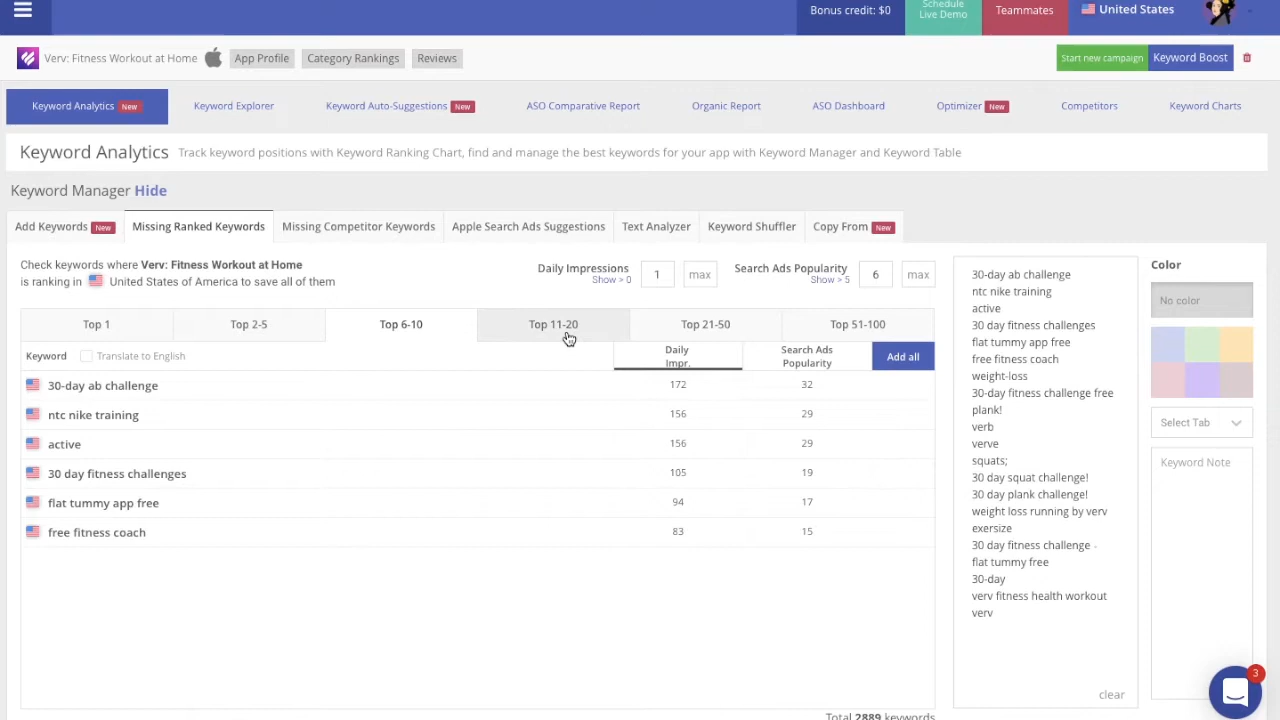 Bonus credit: $0
Schedule
Live Demo
Teammates
United States
Verv: Fitness Workout at Home
App Profile
Category Rankings
Reviews
Start new campaign
Keyword Boost
Keyword Analytics New
Keyword Explorer
Keyword Auto-Suggestions New
ASO Comparative Report
Organic Report
ASO Dashboard
Optimizer New
Competitors
Keyword Charts
Keyword Analytics Track keyword positions with Keyword Ranking Chart, find and manage the best keywords for your app with Keyword Manager and Keyword Table
Keyword Manager Hide
Add Keywords New
Missing Ranked Keywords
Missing Competitor Keywords
Apple Search Ads Suggestions
Text Analyzer
Keyword Shuffler
Copy From New
Check keywords where Verv: Fitness Workout at Home
is ranking in United States of America to save all of them
Daily Impressions
Show > 0
1
max
Search Ads Popularity
Show > 5
6
max
Top 1
Top 2-5
Top 6-10
Top 11-20
Top 21-50
Top 51-100
Keyword
Translate to English
Daily
Impr.
Search Ads
Popularity
Add all
30-day ab challenge 172 32
ntc nike training 156 29
active 156 29
30 day fitness challenges 105 19
flat tummy app free 94 17
free fitness coach 83 15
Total 2889 keywords
30-day ab challenge
ntc nike training
active
30 day fitness challenges
flat tummy app free
free fitness coach
weight-loss
30-day fitness challenge free
plank!
verb
verve
squats;
30 day squat challenge!
30 day plank challenge!
weight loss running by verv
exersize
30 day fitness challenge -
flat tummy free
30-day
verv fitness health workout
verv
clear
Color
No color
Select Tab
Keyword Note
3